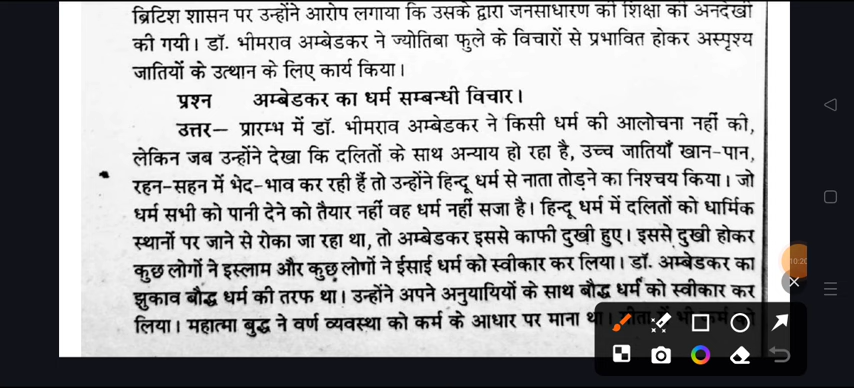 ब्रिटिश शासन पर उन्होंने आरोप लगाया कि उसके द्वारा जनसाधारण की शिक्षा की अनदेखी
की गयी। डॉ. भीमराव अम्बेडकर ने ज्योतिबा फुले के विचारों से प्रभावित होकर अस्पृश्य
जातियों के उत्थान के लिए कार्य किया।
प्रश्न अम्बेडकर का धर्म सम्बन्धी विचार।
उत्तर– प्रारम्भ में डॉ. भीमराव अम्बेडकर ने किसी धर्म की आलोचना नहीं की,
लेकिन जब उन्होंने देखा कि दलितों के साथ अन्याय हो रहा है, उच्च जातियाँ खान-पान,
रहन-सहन में भेद-भाव कर रही हैं तो उन्होंने हिन्दू धर्म से नाता तोड़ने का निश्चय किया। जो
धर्म सभी को पानी देने को तैयार नहीं वह धर्म नहीं सजा है। हिन्दू धर्म में दलितों को धार्मिक
स्थानों पर जाने से रोका जा रहा था, तो अम्बेडकर इससे काफी दुखी हुए। इससे दुखी होकर
कुछ लोगों ने इस्लाम और कुछ लोगों ने ईसाई धर्म को स्वीकार कर लिया। डॉ. अम्बेडकर का
झुकाव बौद्ध धर्म की तरफ था। उन्होंने अपने अनुयायियों के साथ बौद्ध धर्म को स्वीकार कर
लिया। महात्मा बुद्ध ने वर्ण व्यवस्था को कर्म के आधार पर माना था।
10:20